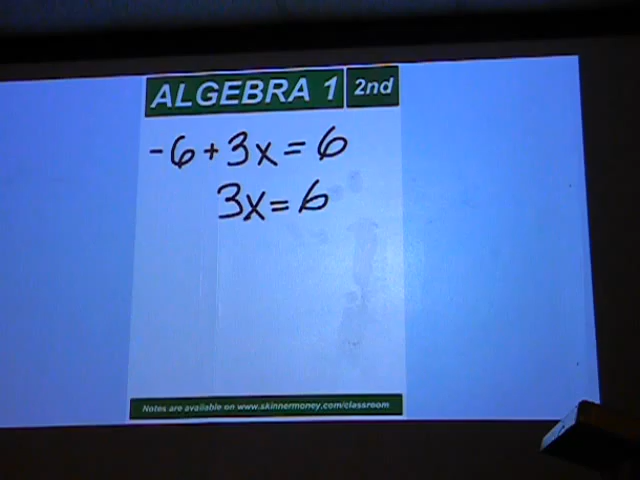 ALGEBRA 1 2nd
-6+3x=6
3x=6
Notes are available on www.skinnermoney.com/classroom